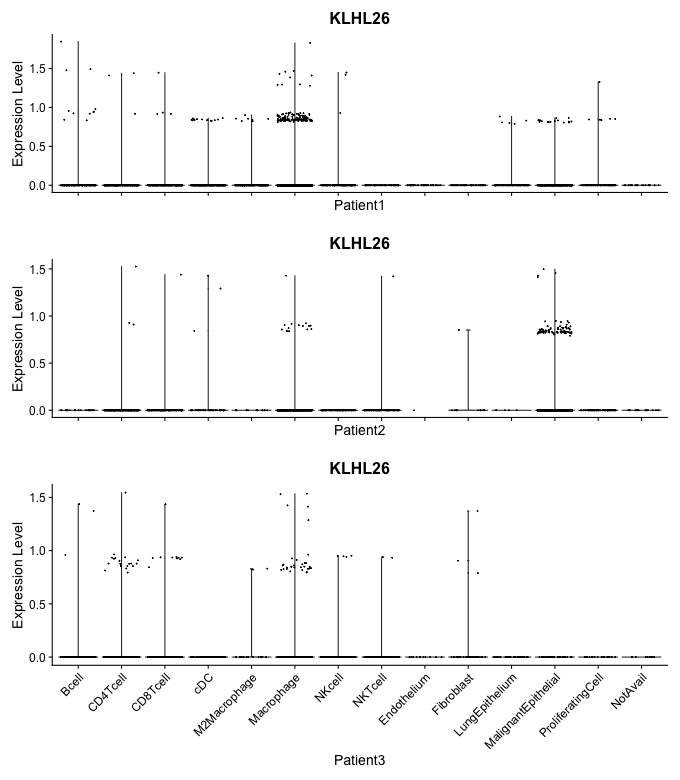 KLHL26
Expression Level
1.5
1.0
0.5
0.0
Patient1
KLHL26
Expression Level
1.5
1.0
0.5
0.0
Patient2
KLHL26
Expression Level
1.5
1.0
0.5
0.0
Bcell
CD4Tcell
CD8Tcell
cDC
M2Macrophage
Macrophage
NKcell
NKTcell
Endothelium
Fibroblast
LungEpithelium
MalignantEpithelial
ProliferatingCell
NotAvail
Patient3